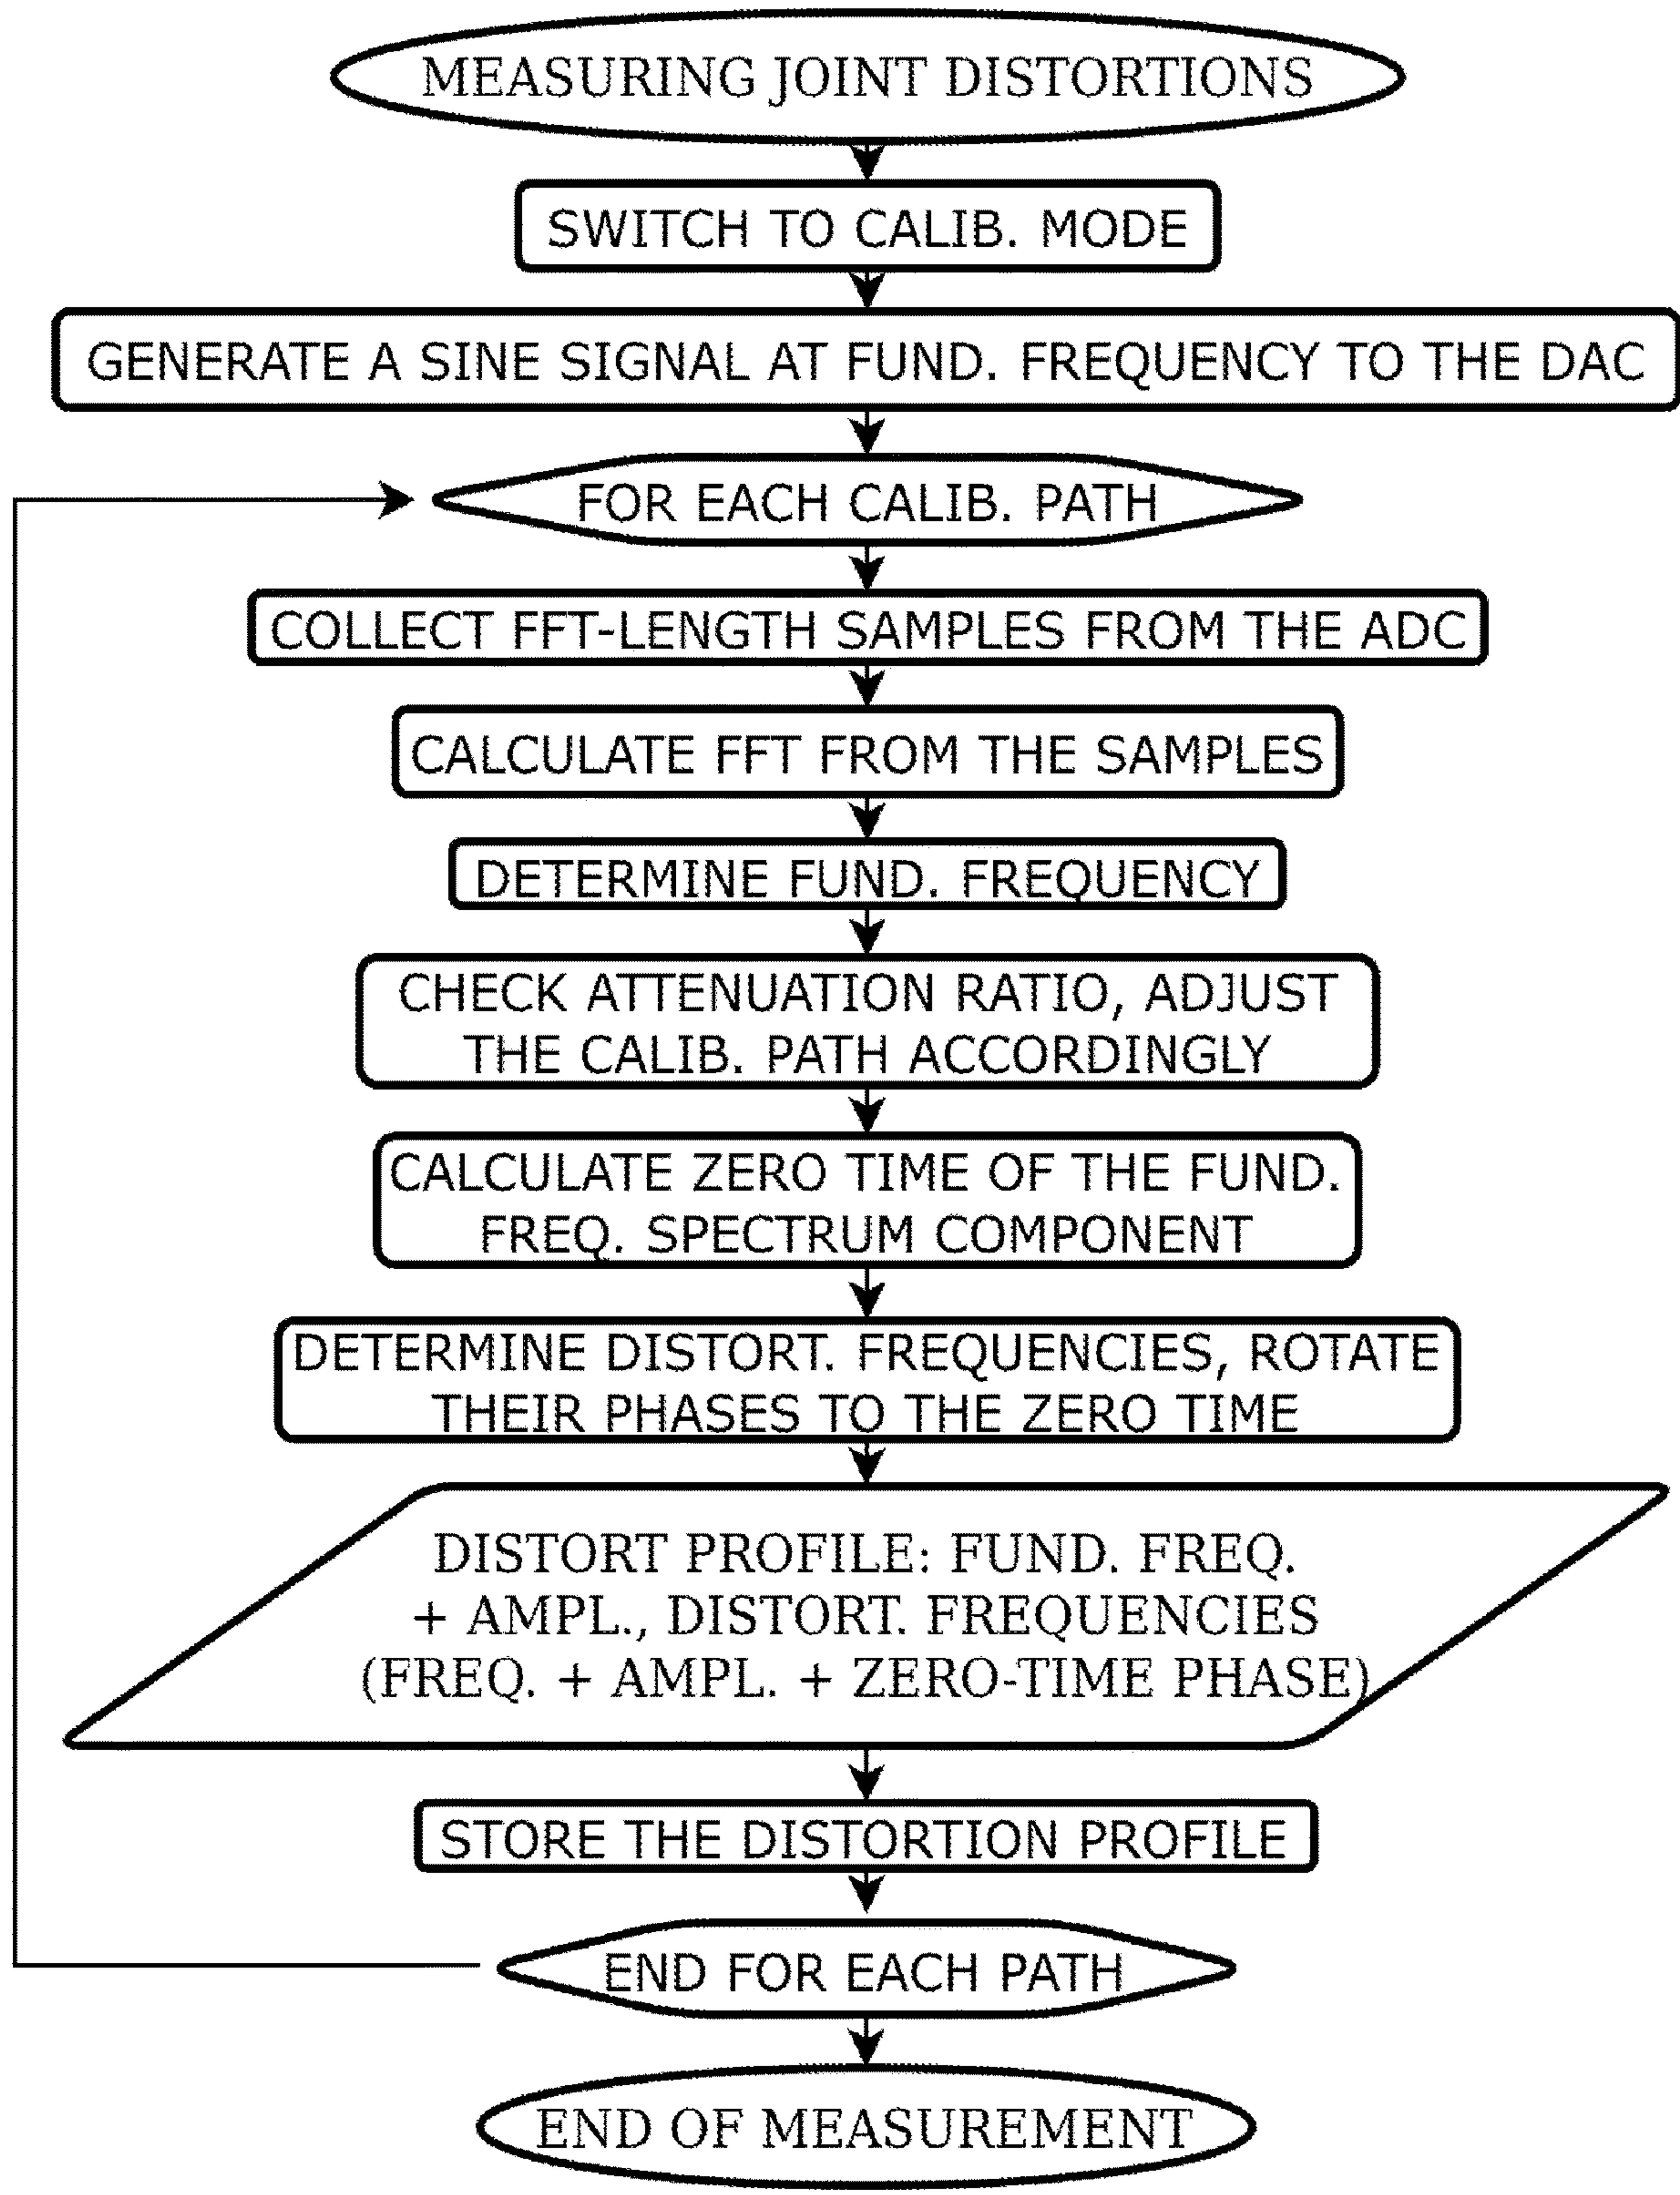 MEASURING JOINT DISTORTIONS
SWITCH TO CALIB. MODE
GENERATE A SINE SIGNAL AT FUND. FREQUENCY TO THE DAC
FOR EACH CALIB. PATH
COLLECT FFT-LENGTH SAMPLES FROM THE ADC
CALCULATE FFT FROM THE SAMPLES
DETERMINE FUND. FREQUENCY
CHECK ATTENUATION RATIO, ADJUST
THE CALIB. PATH ACCORDINGLY
CALCULATE ZERO TIME OF THE FUND.
FREQ. SPECTRUM COMPONENT
DETERMINE DISTORT. FREQUENCIES, ROTATE
THEIR PHASES TO THE ZERO TIME
DISTORT PROFILE: FUND. FREQ.
+ AMPL., DISTORT. FREQUENCIES
(FREQ. + AMPL. + ZERO-TIME PHASE)
STORE THE DISTORTION PROFILE
END FOR EACH PATH
END OF MEASUREMENT